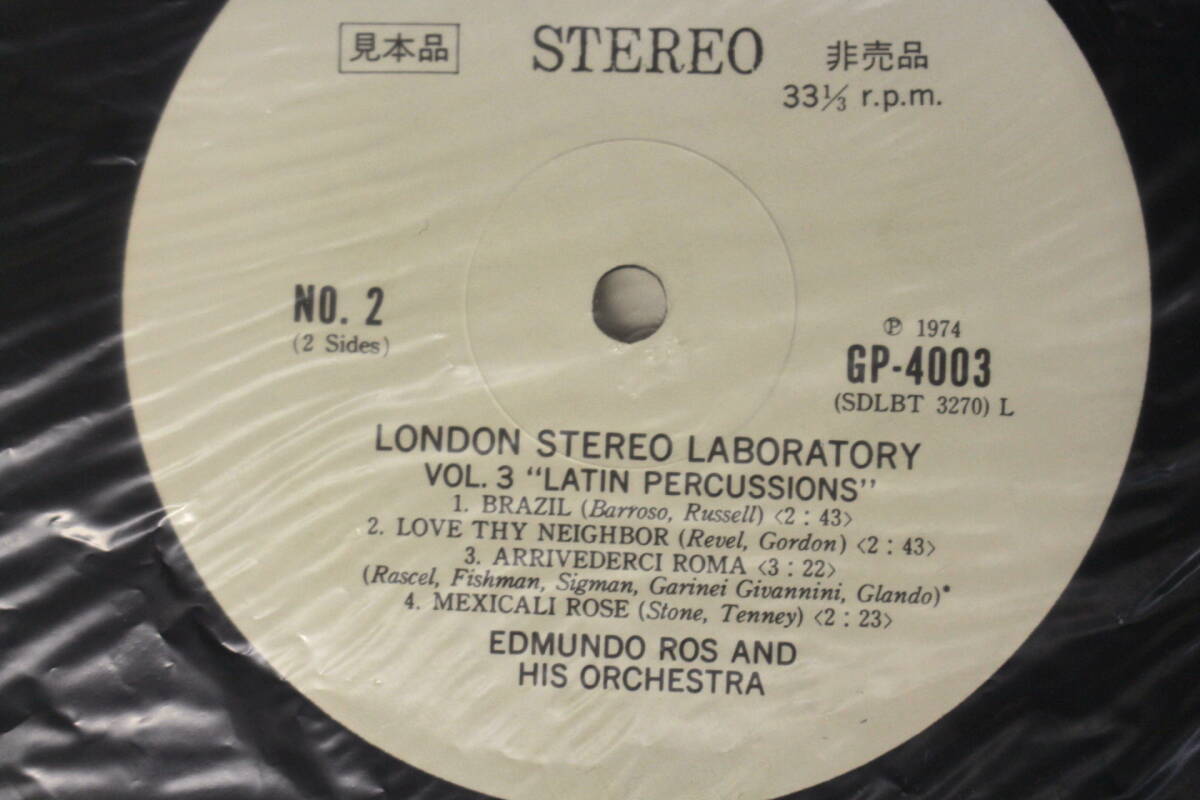 見本品 STEREO 非売品
33⅓ r.p.m.
NO. 2
(2 Sides)
Ⓟ 1974
GP-4003
(SDLBT 3270) L
LONDON STEREO LABORATORY
VOL. 3 "LATIN PERCUSSIONS"
1. BRAZIL (Barroso, Russell) <2 : 43>
2. LOVE THY NEIGHBOR (Revel, Gordon) <2 : 43>
3. ARRIVEDERCI ROMA <3 : 22>
(Rascel, Fishman, Sigman, Garinei Givannini, Glando)*
4. MEXICALI ROSE (Stone, Tenney) <2 : 23>
EDMUNDO ROS AND
HIS ORCHESTRA